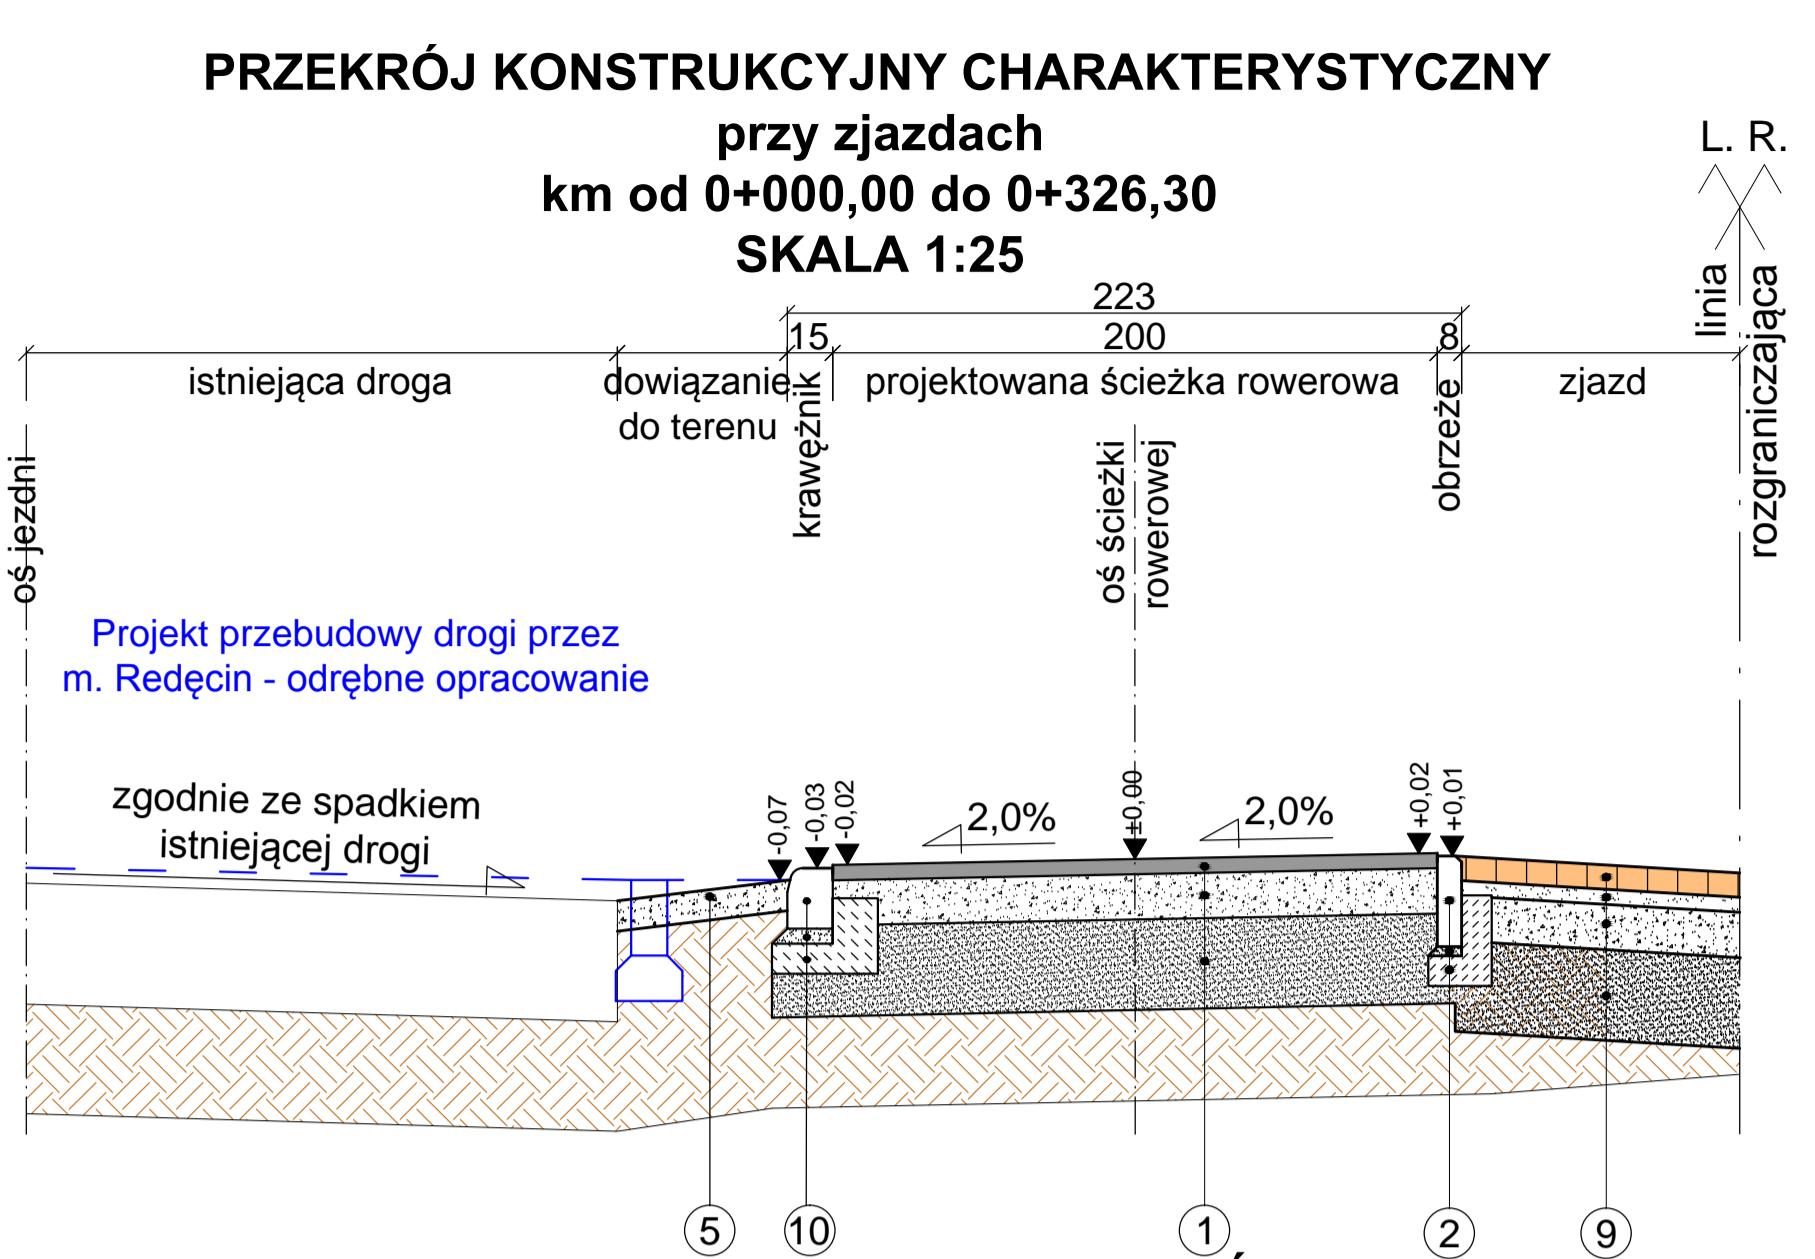 PRZEKRÓJ KONSTRUKCYJNY CHARAKTERYSTYCZNY
przy zjazdach
km od 0+000,00 do 0+326,30
SKALA 1:25
L. R.
linia
rozgraniczająca
223
15
200
8
istniejąca droga
dowiązanie
do terenu
krawężnik
projektowana ścieżka rowerowa
obrzeże
zjazd
oś jezdni
oś ścieżki
rowerowej
Projekt przebudowy drogi przez
m. Redęcin - odrębne opracowanie
zgodnie ze spadkiem
istniejącej drogi
-0,07
-0,03
-0,02
2,0%
±0,00
2,0%
+0,02
+0,01
5
10
1
2
9